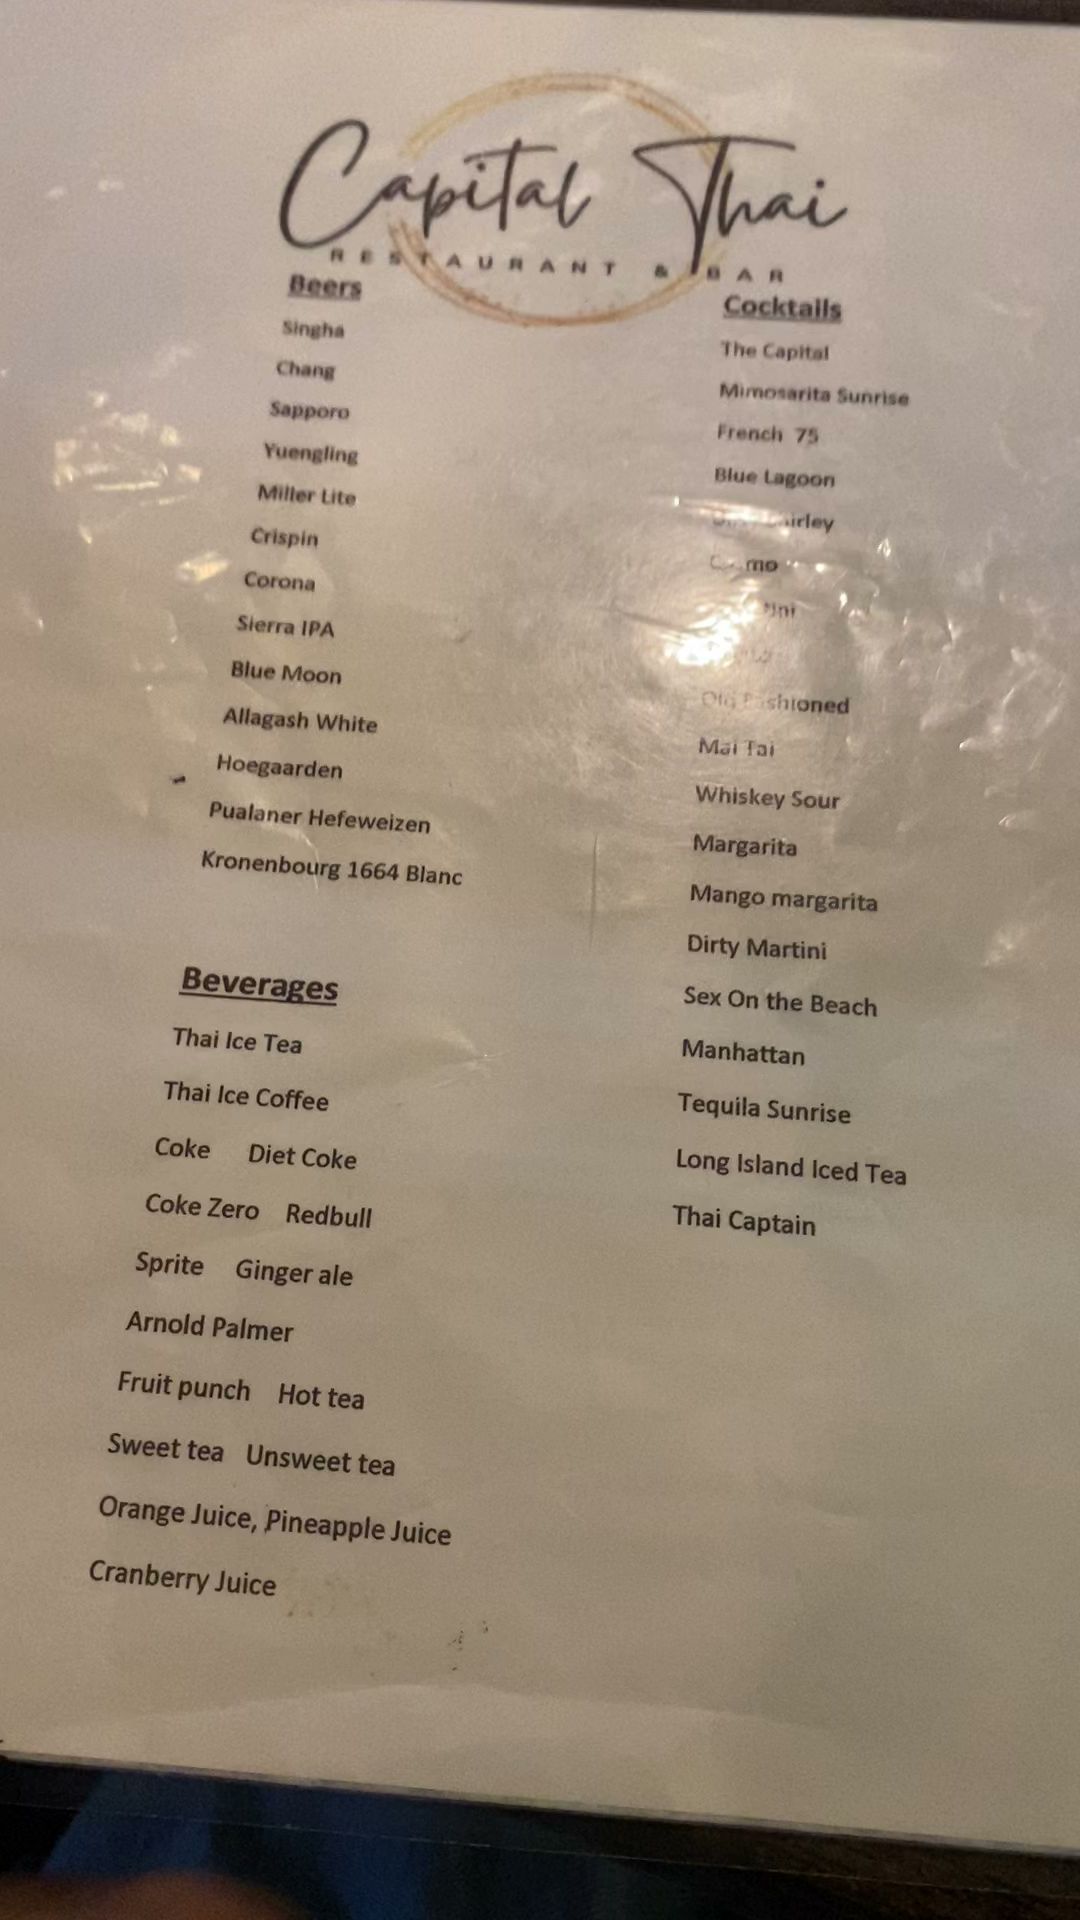 Capital Thai
RESTAURANT & BAR
Beers
Singha
Chang
Sapporo
Yuengling
Miller Lite
Crispin
Corona
Sierra IPA
Blue Moon
Allagash White
Hoegaarden
Pualaner Hefeweizen
Kronenbourg 1664 Blanc
Beverages
Thai Ice Tea
Thai Ice Coffee
Coke Diet Coke
Coke Zero Redbull
Sprite Ginger ale
Arnold Palmer
Fruit punch Hot tea
Sweet tea Unsweet tea
Orange Juice, Pineapple Juice
Cranberry Juice
Cocktails
The Capital
Mimosarita Sunrise
French 75
Blue Lagoon
Old Fashioned
Mai Tai
Whiskey Sour
Margarita
Mango margarita
Dirty Martini
Sex On the Beach
Manhattan
Tequila Sunrise
Long Island Iced Tea
Thai Captain